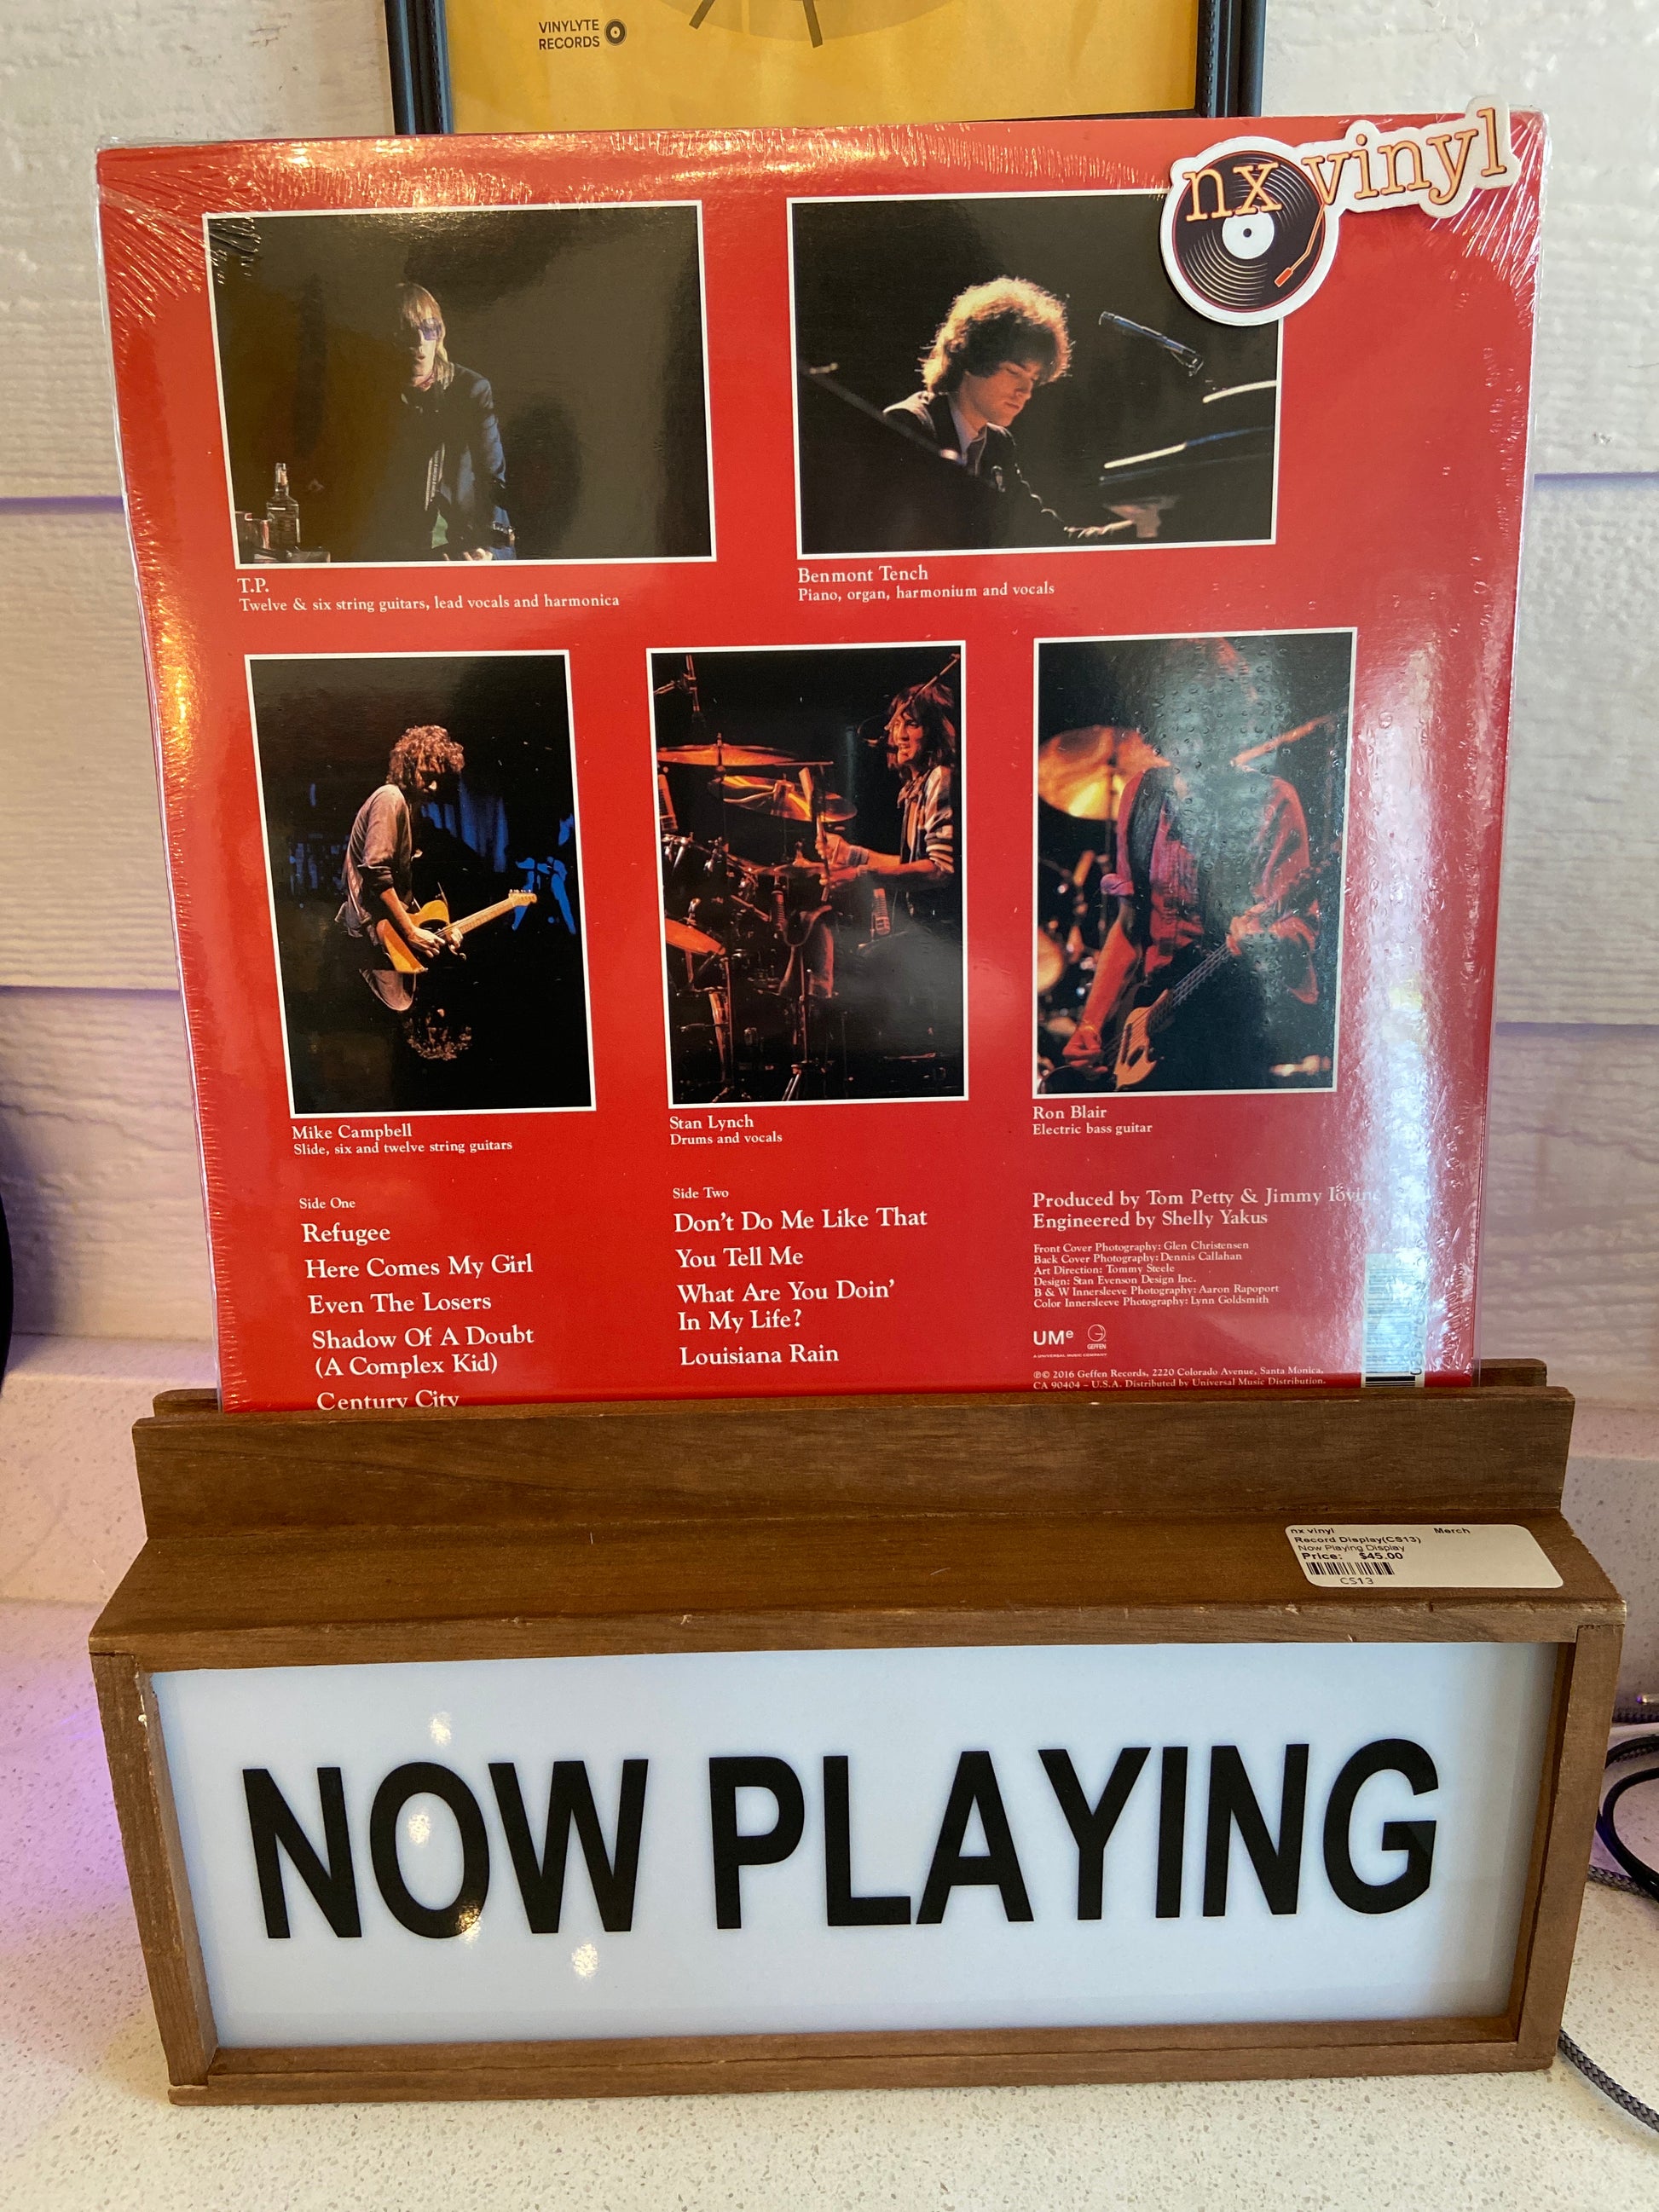 VINYLYTE
RECORDS
nx vinyl
T.P.
Twelve & six string guitars, lead vocals and harmonica
Benmont Tench
Piano, organ, harmonium and vocals
Mike Campbell
Slide, six and twelve string guitars
Stan Lynch
Drums and vocals
Ron Blair
Electric bass guitar
Side One
Refugee
Here Comes My Girl
Even The Losers
Shadow Of A Doubt
(A Complex Kid)
Century City
Side Two
Don't Do Me Like That
You Tell Me
What Are You Doin'
In My Life?
Louisiana Rain
Produced by Tom Petty & Jimmy Iovine
Engineered by Shelly Yakus
Front Cover Photography: Glen Christensen
Back Cover Photography: Dennis Callahan
Art Direction: Tommy Steele
Design: Stan Evenson Design Inc.
B & W Innersleeve Photography: Aaron Rapoport
Color Innersleeve Photography: Lynn Goldsmith
UMe
GEFFEN
A UNIVERSAL MUSIC COMPANY
℗© 2016 Geffen Records, 2220 Colorado Avenue, Santa Monica,
CA 90404 – U.S.A. Distributed by Universal Music Distribution.
nx vinyl Merch
Record Display(CS13)
Now Playing Display
Price: $45.00
CS13
NOW PLAYING